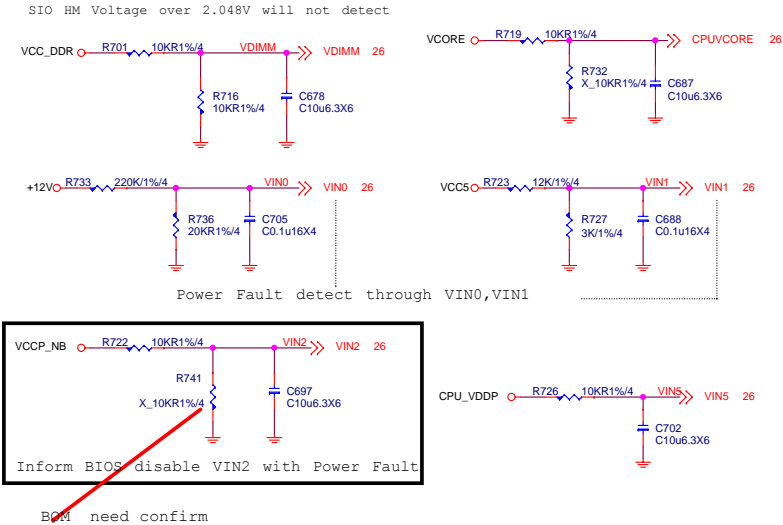 SIO HM Voltage over 2.048V will not detect
VCC_DDR R701 10KR1%/4 VDIMM VDIMM 26
R716
10KR1%/4
C678
C10u6.3X6
VCORE R719 10KR1%/4 CPUVCORE 26
R732
X_10KR1%/4
C687
C10u6.3X6
+12V R733 220K/1%/4 VIN0 VIN0 26
R736
20KR1%/4
C705
C0.1u16X4
VCC5 R723 12K/1%/4 VIN1 VIN1 26
R727
3K/1%/4
C688
C0.1u16X4
Power Fault detect through VIN0,VIN1
VCCP_NB R722 10KR1%/4 VIN2 VIN2 26
R741
X_10KR1%/4
C697
C10u6.3X6
Inform BIOS disable VIN2 with Power Fault
CPU_VDDP R726 10KR1%/4 VIN5 VIN5 26
C702
C10u6.3X6
BOM need confirm